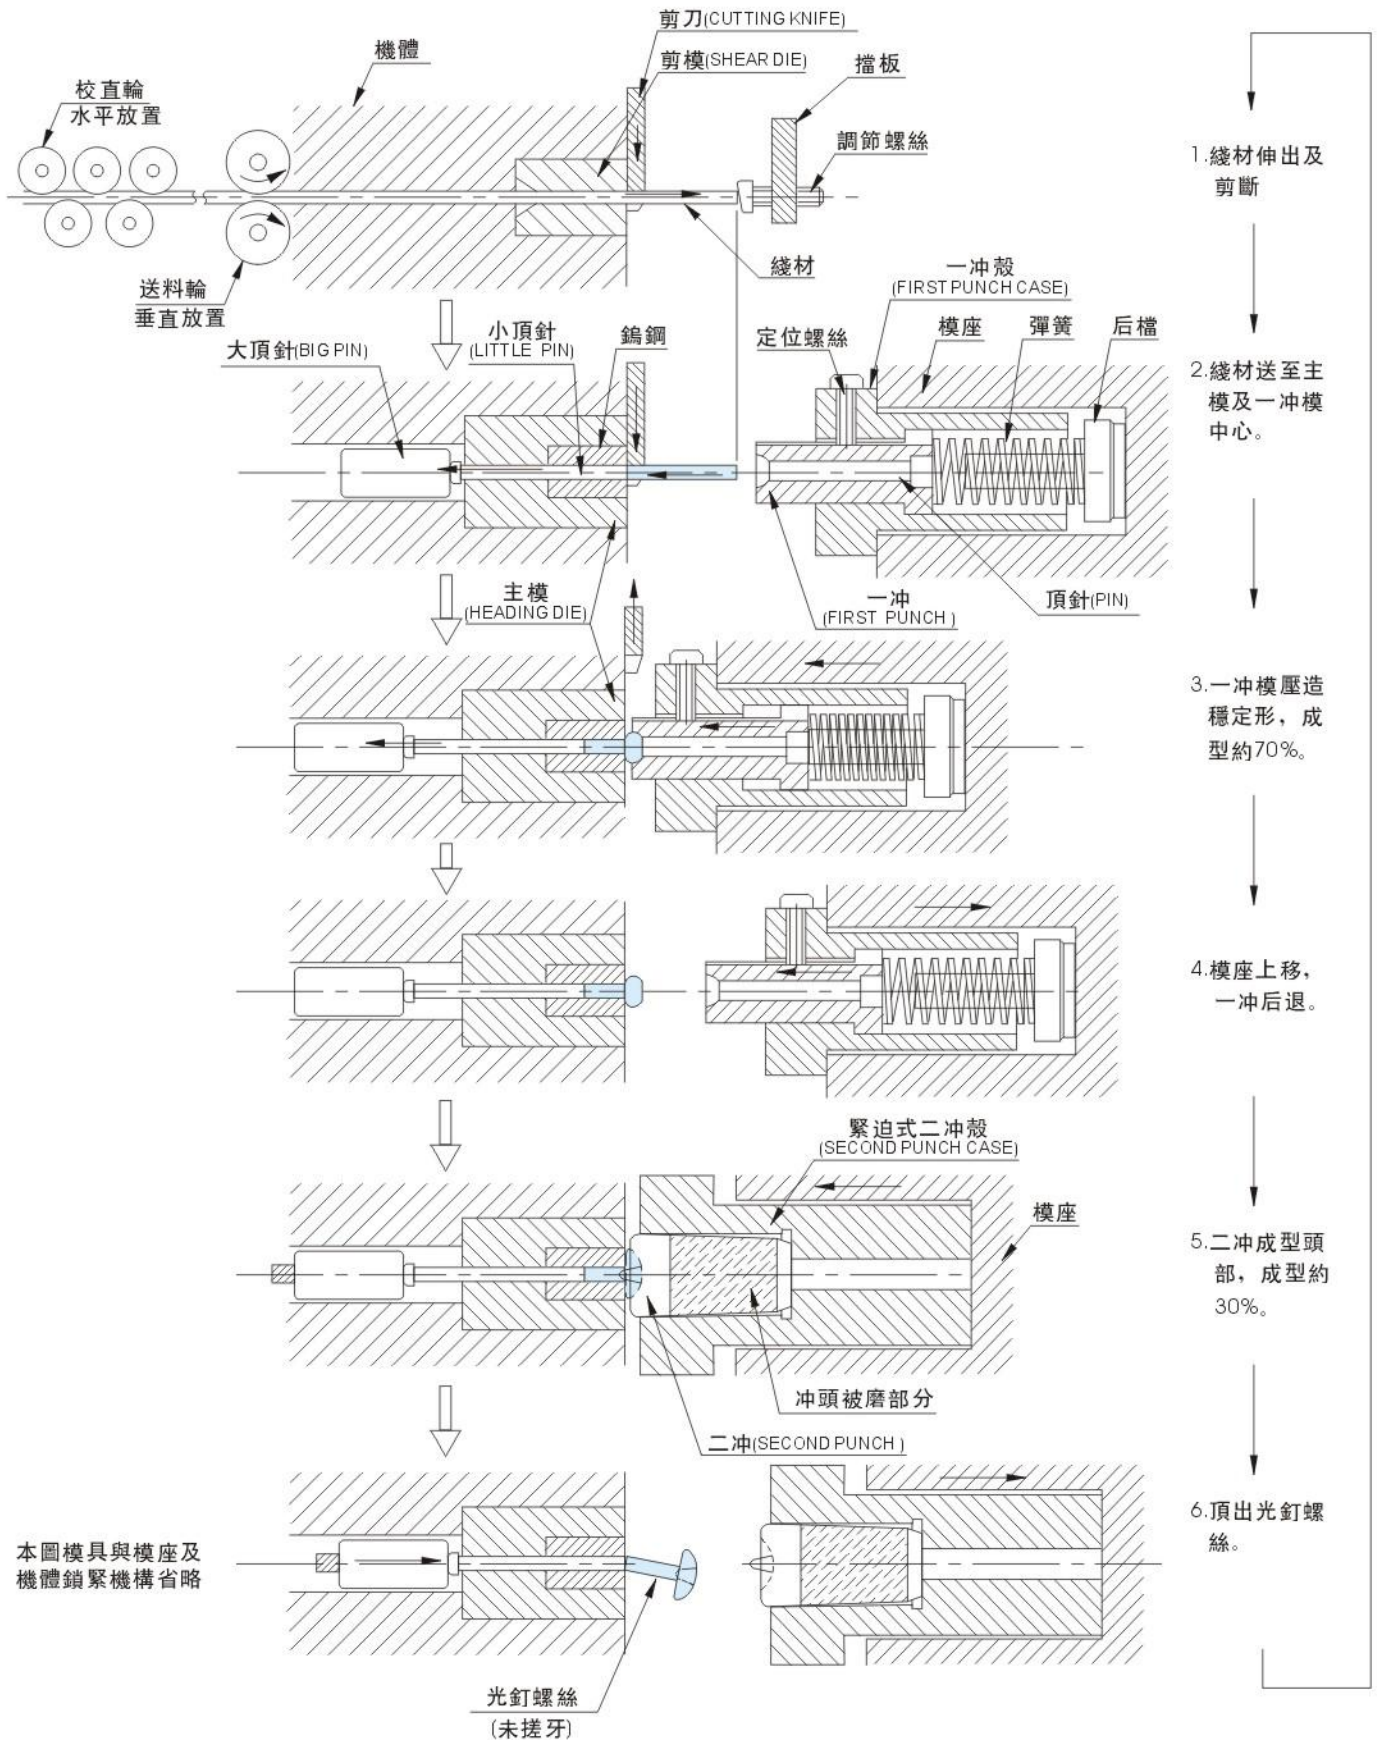 剪刀(CUTTING KNIFE)
機體
剪模(SHEAR DIE)
擋板
校直輪
水平放置
調節螺絲
1.綫材伸出及
剪斷
綫材
送料輪
垂直放置
一冲殼
(FIRST PUNCH CASE)
小頂針
(LITTLE PIN)
鎢鋼
大頂針(BIG PIN)
定位螺絲
模座
彈簧
后檔
2.綫材送至主
模及一冲模
中心。
主模
(HEADING DIE)
一冲
(FIRST PUNCH)
頂針(PIN)
3.一冲模壓造
穩定形，成
型約70%。
4.模座上移，
一冲后退。
緊迫式二冲殼
(SECOND PUNCH CASE)
模座
5.二冲成型頭
部，成型約
30%。
冲頭被磨部分
二冲(SECOND PUNCH)
6.頂出光釘螺
絲。
本圖模具與模座及
機體鎖緊機構省略
光釘螺絲
(未搓牙)